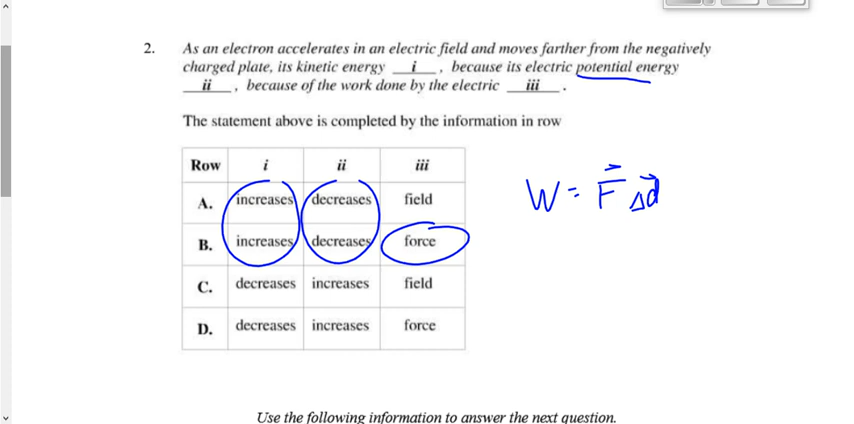 2. As an electron accelerates in an electric field and moves farther from the negatively
charged plate, its kinetic energy __i__ , because its electric potential energy
__ii__ , because of the work done by the electric __iii__ .
The statement above is completed by the information in row
Row i ii iii
A. increases decreases field
B. increases decreases force
C. decreases increases field
D. decreases increases force
W = F⃗ Δd⃗
Use the following information to answer the next question.